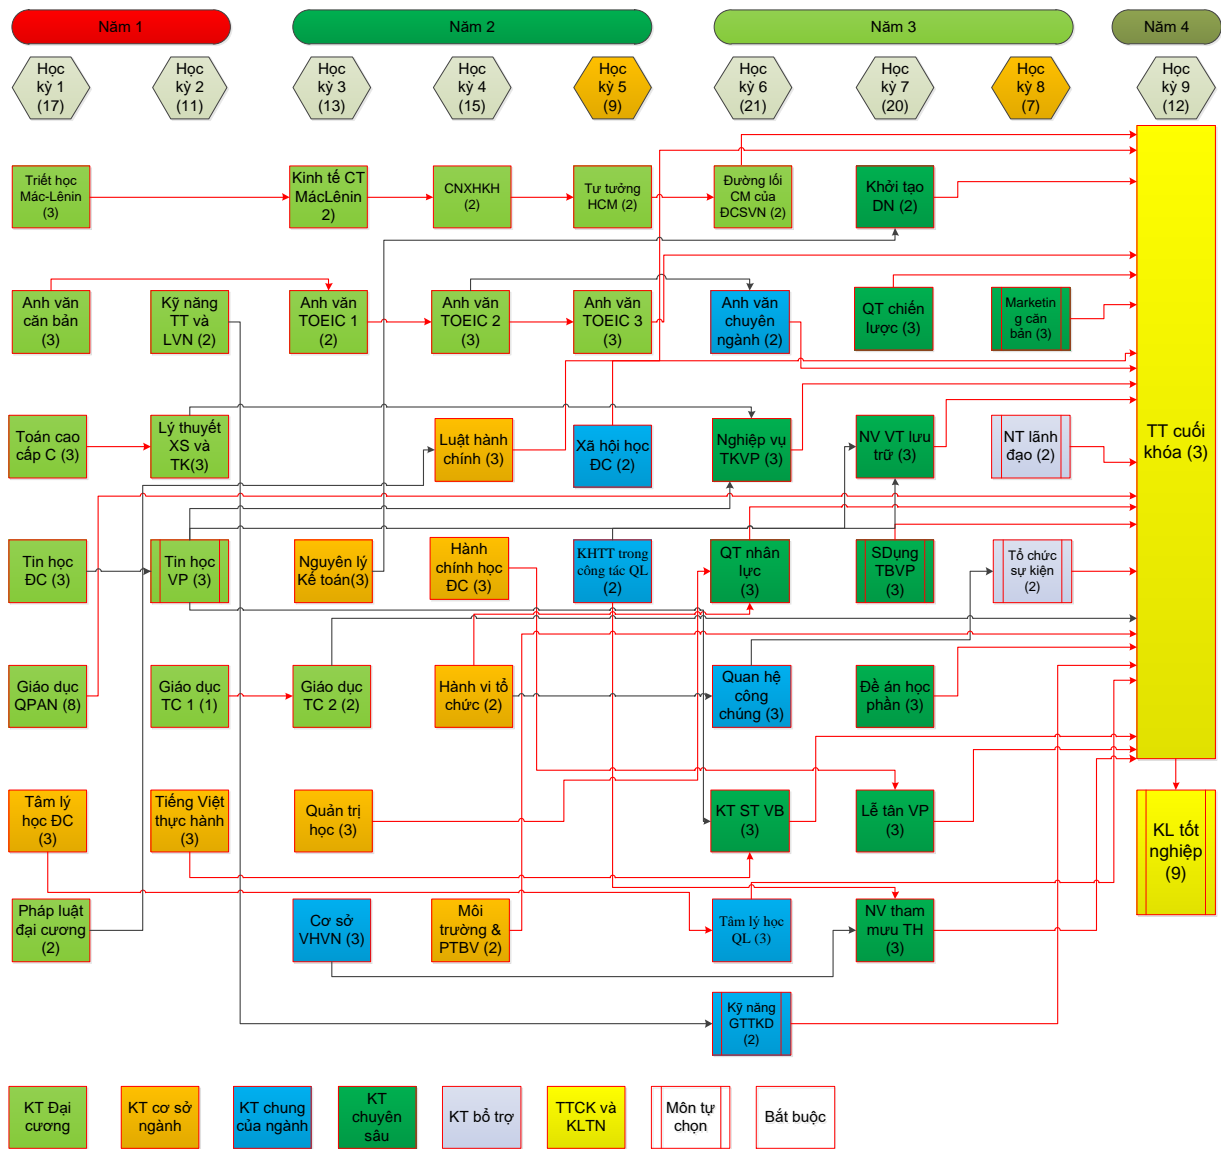 Năm 1
Năm 2
Năm 3
Năm 4
Học
kỳ 1
(17)
Học
kỳ 2
(11)
Học
kỳ 3
(13)
Học
kỳ 4
(15)
Học
kỳ 5
(9)
Học
kỳ 6
(21)
Học
kỳ 7
(20)
Học
kỳ 8
(7)
Học
kỳ 9
(12)
Triết học
Mác-Lênin
(3)
Kinh tế CT
MácLênin
2)
CNXHKH
(2)
Tư tưởng
HCM (2)
Đường lối
CM của
ĐCSVN (2)
Khởi tạo
DN (2)
Anh văn
căn bản
(3)
Kỹ năng
TT và
LVN (2)
Anh văn
TOEIC 1
(2)
Anh văn
TOEIC 2
(3)
Anh văn
TOEIC 3
(3)
Anh văn
chuyên
ngành (2)
QT chiến
lược (3)
Marketin
g căn
bản (3)
Toán cao
cấp C (3)
Lý thuyết
XS và
TK(3)
Luật hành
chính (3)
Xã hội học
ĐC (2)
Nghiệp vụ
TKVP (3)
NV VT lưu
trữ (3)
NT lãnh
đạo (2)
TT cuối
khóa (3)
Tin học
ĐC (3)
Tin học
VP (3)
Nguyên lý
Kế toán(3)
Hành
chính học
ĐC (3)
KHTT trong
công tác QL
(2)
QT nhân
lực
(3)
SDụng
TBVP
(3)
Tổ chức
sự kiện
(2)
Giáo dục
QPAN (8)
Giáo dục
TC 1 (1)
Giáo dục
TC 2 (2)
Hành vi tổ
chức (2)
Quan hệ
công
chúng (3)
Đề án học
phần (3)
Tâm lý
học ĐC
(3)
Tiếng Việt
thực hành
(3)
Quản trị
học (3)
KT ST VB
(3)
Lễ tân VP
(3)
KL tốt
nghiệp
(9)
Pháp luật
đại cương
(2)
Cơ sở
VHVN (3)
Môi
trường &
PTBV (2)
Tâm lý học
QL (3)
NV tham
mưu TH
(3)
Kỹ năng
GTTKD
(2)
KT Đại
cương
KT cơ sở
ngành
KT chung
của ngành
KT
chuyên
sâu
KT bổ trợ
TTCK và
KLTN
Môn tự
chọn
Bắt buộc